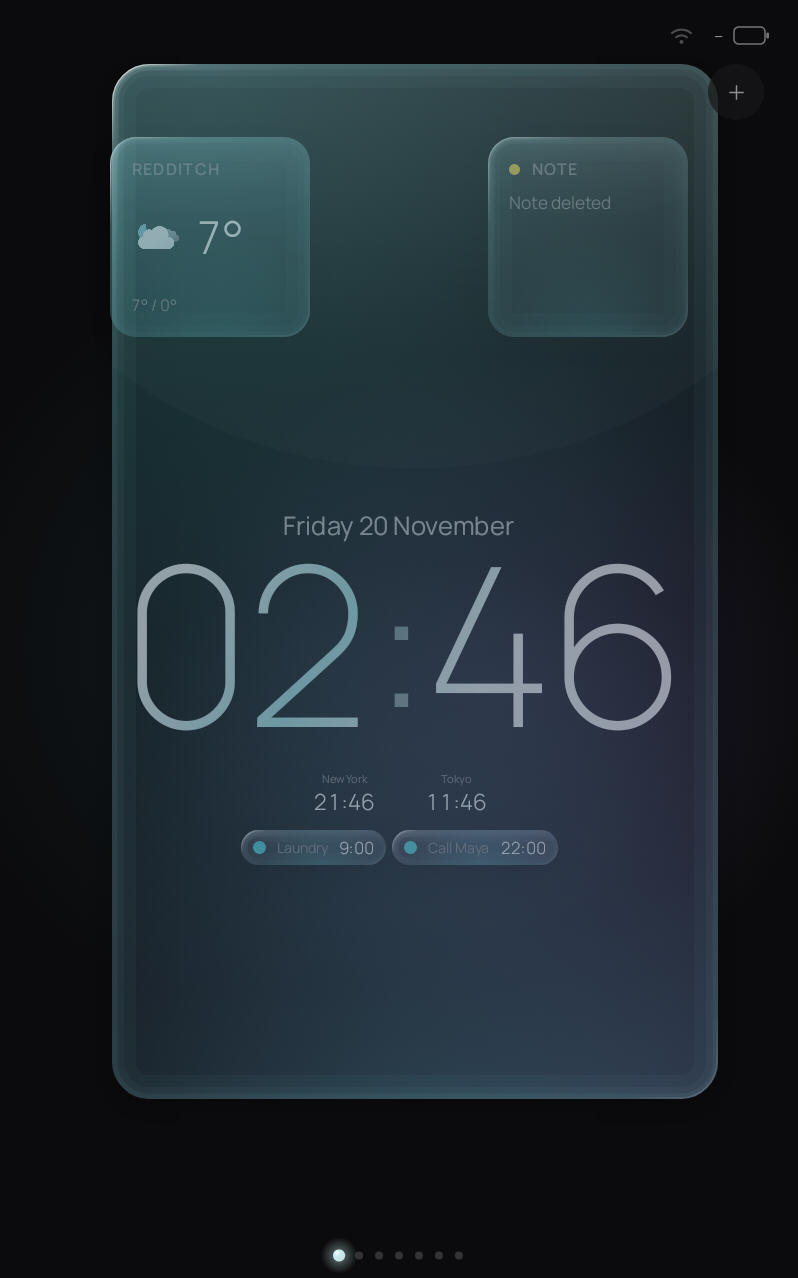 –
+
REDDITCH
NOTE
Note deleted
7°
7° / 0°
Friday 20 November
02:46
New York
Tokyo
21:46
11:46
Laundry 9:00
Call Maya 22:00